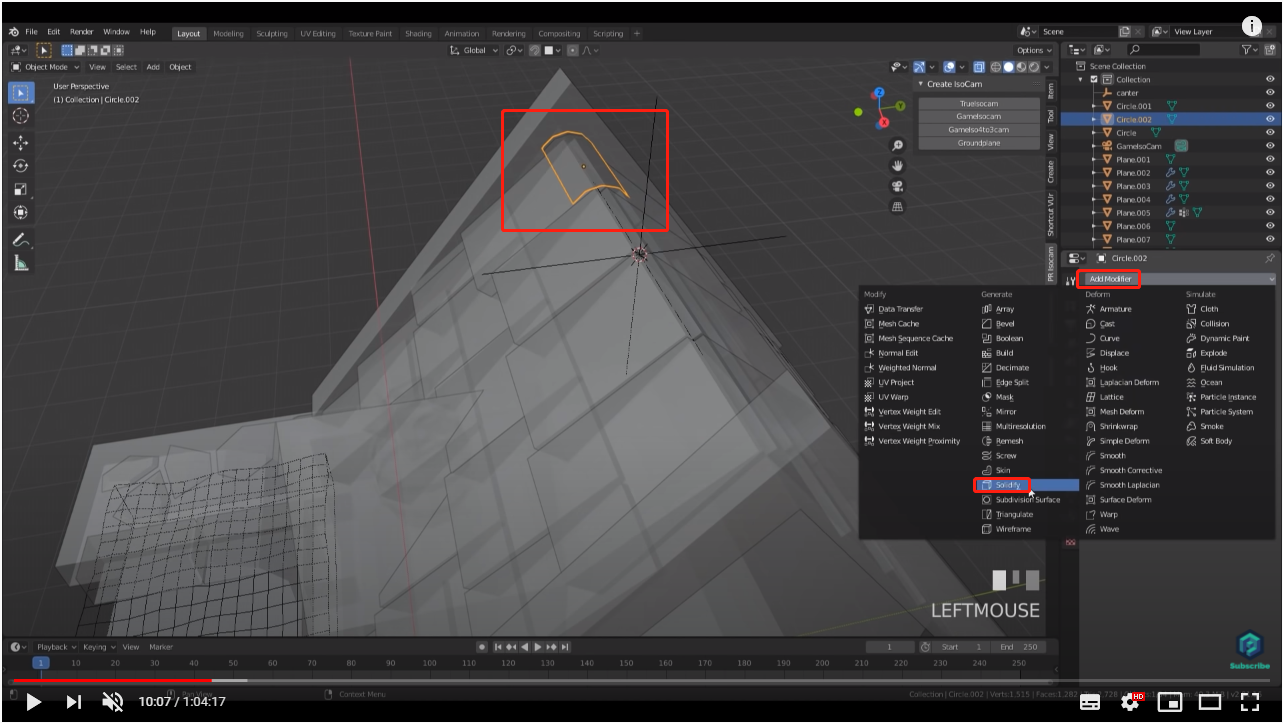 File Edit Render Window Help Layout Modeling Sculpting UV Editing Texture Paint Shading Animation Rendering Compositing Scripting + Scene View Layer
Global Options
Object Mode View Select Add Object
User Perspective
(1) Collection | Circle.002
Z
Y
X
Create IsoCam
TrueIsocam
GameIsocam
GameIso4to3cam
Groundplane
Item
Tool
View
Create
Shortcut VUr
PR Isocam
Scene Collection
Collection
canter
Circle.001
Circle.002
Circle
GameIsoCam
Plane.001
Plane.002
Plane.003
Plane.004
Plane.005
Plane.006
Plane.007
Circle.002
Add Modifier
Modify
Data Transfer
Mesh Cache
Mesh Sequence Cache
Normal Edit
Weighted Normal
UV Project
UV Warp
Vertex Weight Edit
Vertex Weight Mix
Vertex Weight Proximity
Generate
Array
Bevel
Boolean
Build
Decimate
Edge Split
Mask
Mirror
Multiresolution
Remesh
Screw
Skin
Solidify
Subdivision Surface
Triangulate
Wireframe
Deform
Armature
Cast
Curve
Displace
Hook
Laplacian Deform
Lattice
Mesh Deform
Shrinkwrap
Simple Deform
Smooth
Smooth Corrective
Smooth Laplacian
Surface Deform
Warp
Wave
Simulate
Cloth
Collision
Dynamic Paint
Explode
Fluid Simulation
Ocean
Particle Instance
Particle System
Smoke
Soft Body
LEFTMOUSE
Playback Keying View Marker 1 Start 1 End 250
1 10 20 30 40 50 60 70 80 90 100 110 120 130 140 150 160 170 180 190 200 210 220 230 240 250
Subscribe
Pan View Context Menu Collection | Circle.002 | Verts:1,515 | Faces:1,282
10:07 / 1:04:17 HD